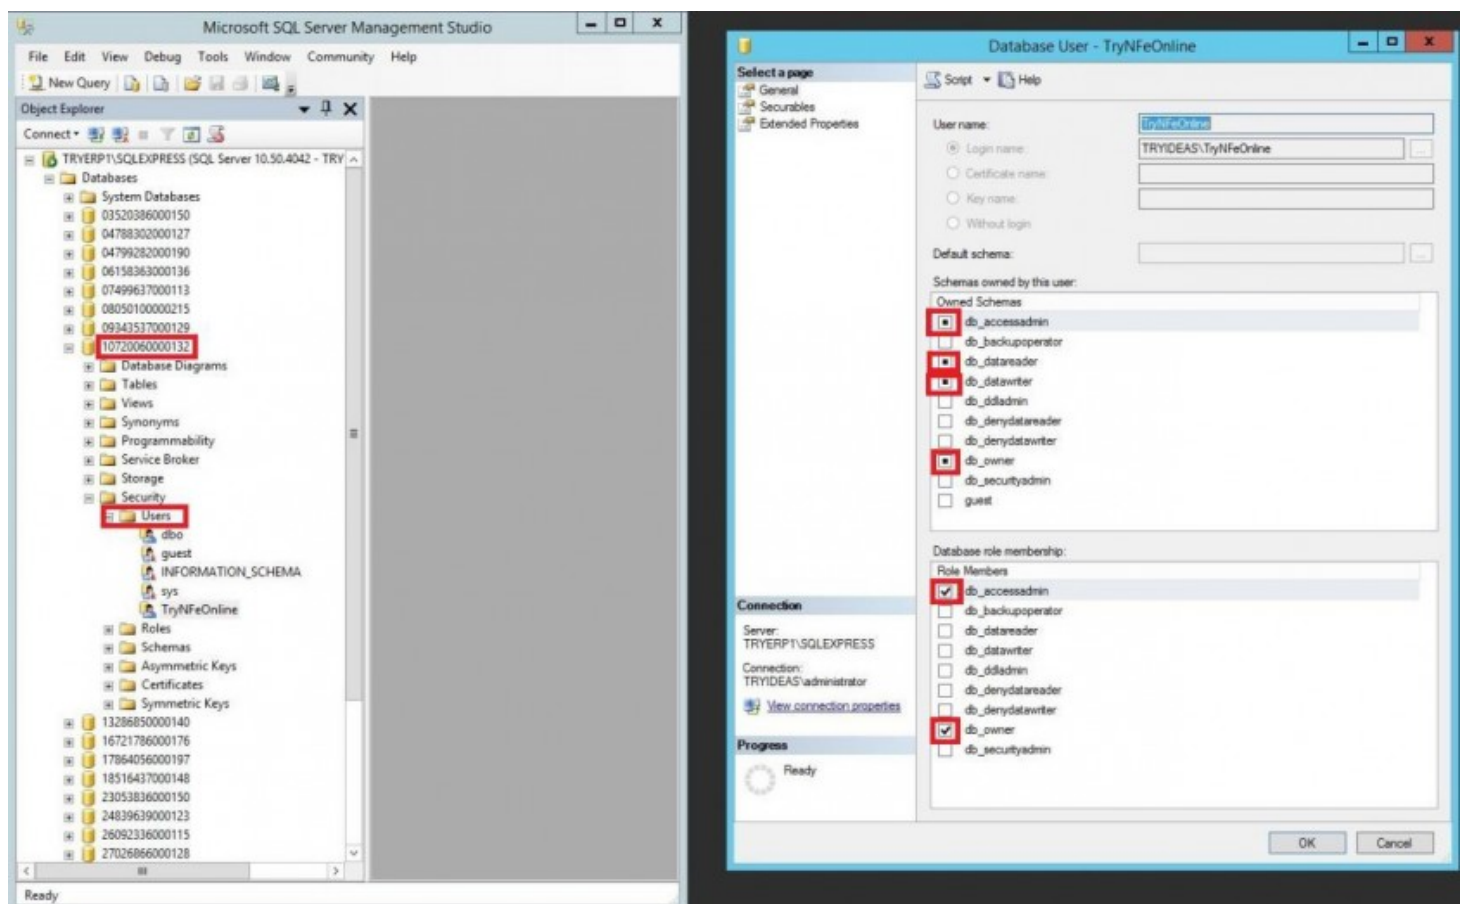 Microsoft SQL Server Management Studio
File Edit View Debug Tools Window Community Help
New Query
Object Explorer
Connect
TRYERP1\SQLEXPRESS (SQL Server 10.50.4042 - TRY
Databases
System Databases
03520386000150
04788302000127
04799282000190
06158363000136
07499637000113
08050100000215
09343537000129
10720060000132
Database Diagrams
Tables
Views
Synonyms
Programmability
Service Broker
Storage
Security
Users
dbo
guest
INFORMATION_SCHEMA
sys
TryNFeOnline
Roles
Schemas
Asymmetric Keys
Certificates
Symmetric Keys
13286850000140
16721786000176
17864056000197
18516437000148
23053836000150
24839639000123
26092336000115
27026866000128
Ready
Database User - TryNFeOnline
Select a page
General
Securables
Extended Properties
Script Help
User name: TryNFeOnline
Login name: TRYIDEAS\TryNFeOnline ...
Certificate name:
Key name:
Without login
Default schema: ...
Schemas owned by this user:
Owned Schemas
db_accessadmin
db_backupoperator
db_datareader
db_datawriter
db_ddladmin
db_denydatareader
db_denydatawriter
db_owner
db_securityadmin
guest
Database role membership:
Role Members
db_accessadmin
db_backupoperator
db_datareader
db_datawriter
db_ddladmin
db_denydatareader
db_denydatawriter
db_owner
db_securityadmin
Connection
Server:
TRYERP1\SQLEXPRESS
Connection:
TRYIDEAS\administrator
View connection properties
Progress
Ready
OK Cancel